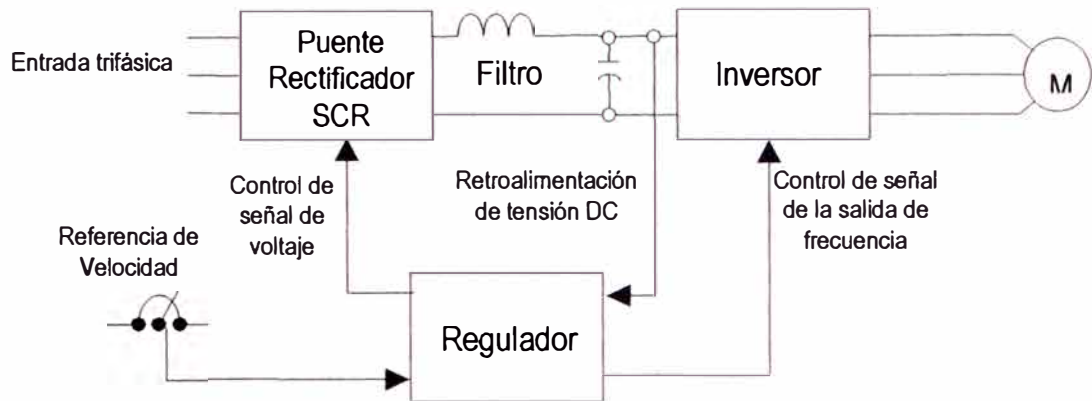 Entrada trifásica
Puente
Rectificador
SCR
Filtro
Inversor
M
Control de
señal de
voltaje
Retroalimentación
de tensión DC
Control de señal
de la salida de
frecuencia
Referencia de
Velocidad
Regulador